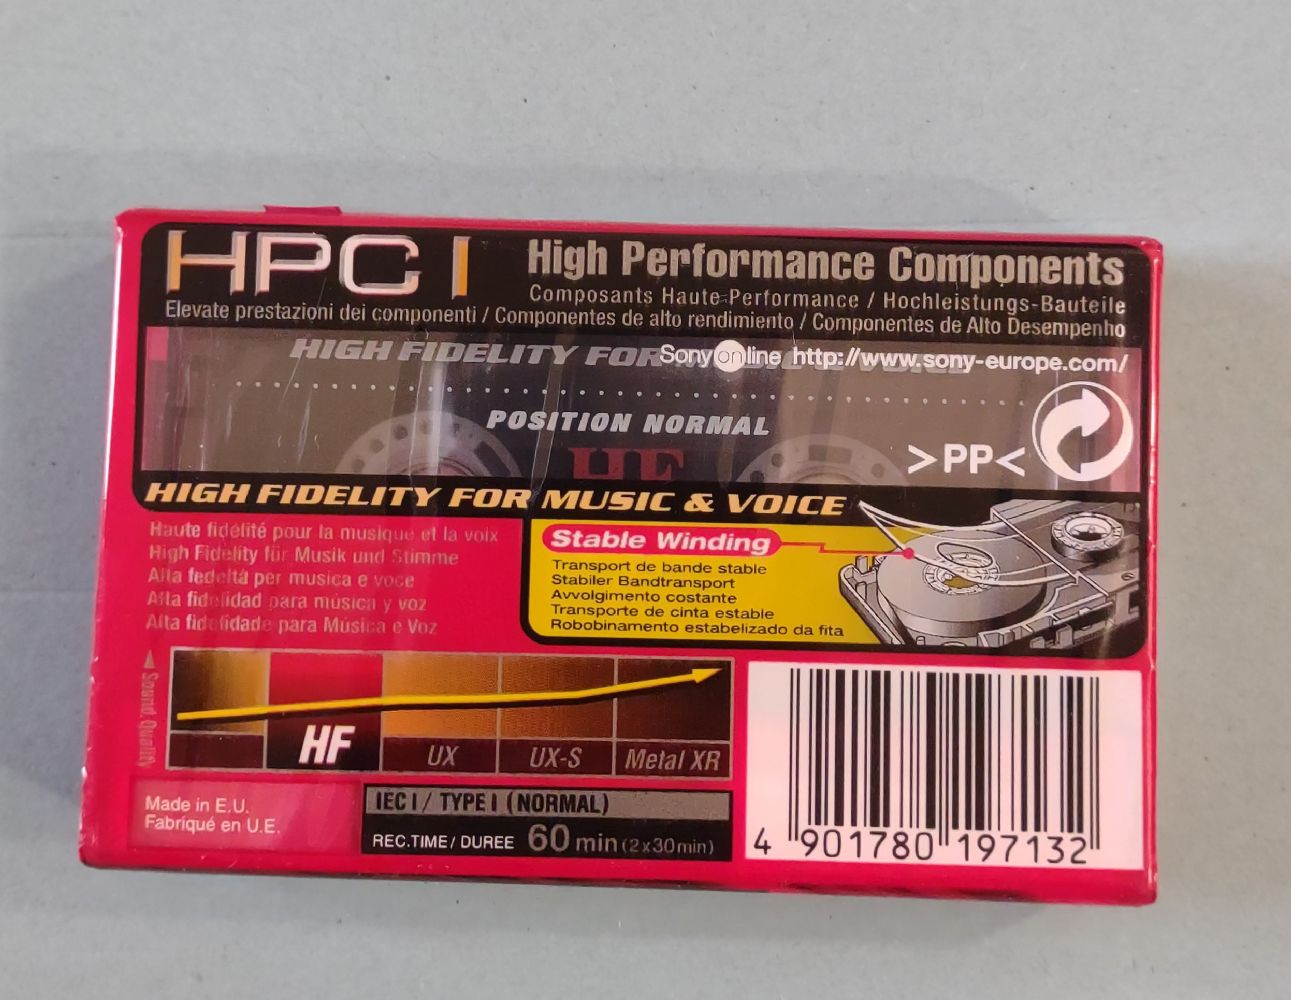 HPC I High Performance Components
Composants Haute-Performance / Hochleistungs-Bauteile
Elevate prestazioni dei componenti / Componentes de alto rendimiento / Componentes de Alto Desempenho
HIGH FIDELITY FOR
Sony online http://www.sony-europe.com/
POSITION NORMAL
HF
>PP<
HIGH FIDELITY FOR MUSIC & VOICE
Haute fidélité pour la musique et la voix
High Fidelity für Musik und Stimme
Alta fedeltá per musica e voce
Alta fidelidad para música y voz
Alta fidelidade para Música e Voz
Stable Winding
Transport de bande stable
Stabiler Bandtransport
Avvolgimento costante
Transporte de cinta estable
Robobinamento estabelizado da fita
Sound Quality
HF UX UX-S Metal XR
Made in E.U.
Fabriqué en U.E.
IEC I / TYPE I (NORMAL)
REC.TIME / DUREE 60 min (2x30min)
4 901780 197132